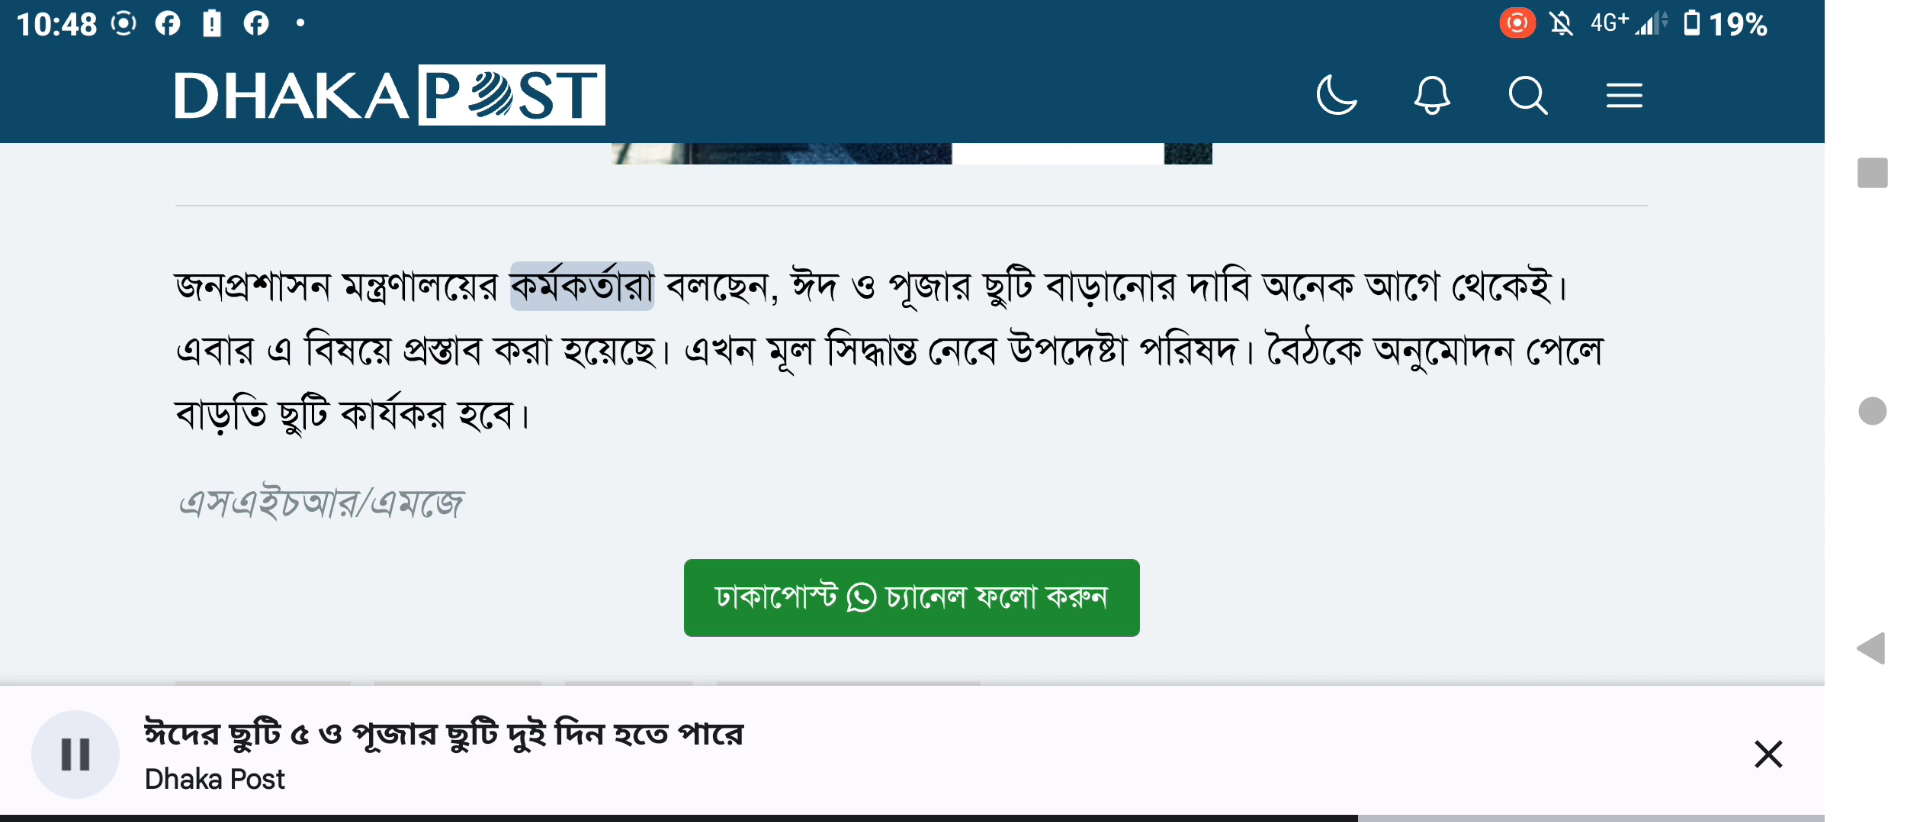 10:48
4G+ 19%
DHAKA POST
জনপ্রশাসন মন্ত্রণালয়ের কর্মকর্তারা বলছেন, ঈদ ও পূজার ছুটি বাড়ানোর দাবি অনেক আগে থেকেই।
এবার এ বিষয়ে প্রস্তাব করা হয়েছে। এখন মূল সিদ্ধান্ত নেবে উপদেষ্টা পরিষদ। বৈঠকে অনুমোদন পেলে
বাড়তি ছুটি কার্যকর হবে।
এসএইচআর/এমজে
ঢাকাপোস্ট চ্যানেল ফলো করুন
ঈদের ছুটি ৫ ও পূজার ছুটি দুই দিন হতে পারে
Dhaka Post